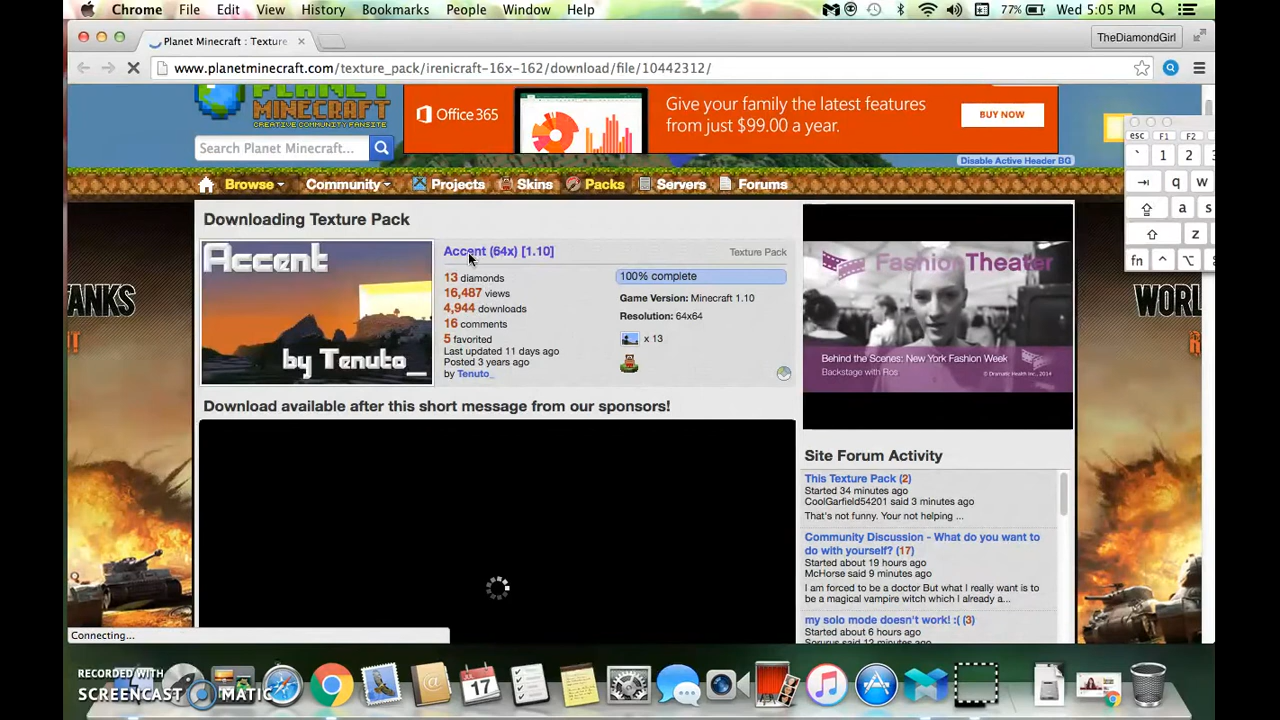 Chrome File Edit View History Bookmarks People Window Help
77% Wed 5:05 PM
Planet Minecraft : Texture
TheDiamondGirl
www.planetminecraft.com/texture_pack/irenicraft-16x-162/download/file/10442312/
PLANET
MINECRAFT
CREATIVE COMMUNITY FANSITE
Office 365
Give your family the latest features
from just $99.00 a year.
BUY NOW
Search Planet Minecraft...
Disable Active Header BG
esc F1 F2
` 1 2 3
q w
a s
z
fn
Browse Community Projects Skins Packs Servers Forums
Downloading Texture Pack
Accent
by Tenuto_
Accent (64x) [1.10]
Texture Pack
13 diamonds
16,487 views
4,944 downloads
16 comments
5 favorited
Last updated 11 days ago
Posted 3 years ago
by Tenuto_
100% complete
Game Version: Minecraft 1.10
Resolution: 64x64
x 13
Download available after this short message from our sponsors!
Fashion Theater
Behind the Scenes: New York Fashion Week
Backstage with Ros
© Dramatic Health Inc., 2014
ANKS
WORL
Site Forum Activity
This Texture Pack (2)
Started 34 minutes ago
CoolGarfield54201 said 3 minutes ago
That's not funny. Your not helping ...
Community Discussion - What do you want to
do with yourself? (17)
Started about 19 hours ago
McHorse said 9 minutes ago
I am forced to be a doctor But what I really want is to
be a magical vampire witch which I already a...
my solo mode doesn't work! :( (3)
Started about 6 hours ago
Connecting...
JUL
17
RECORDED WITH
SCREENCAST MATIC